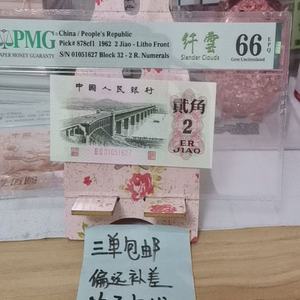 PMG
PAPER MONEY GUARANTY
China / People's Republic
Pick# 878cf1 1962 2 Jiao - Litho Front
S/N 01051627 Block 32 - 2 R. Numerals
纤雲
Slender Clouds
66 EPQ
Gem Uncirculated
中国人民银行
贰角
2
ER JIAO
01051627
三单包邮
偏远补差